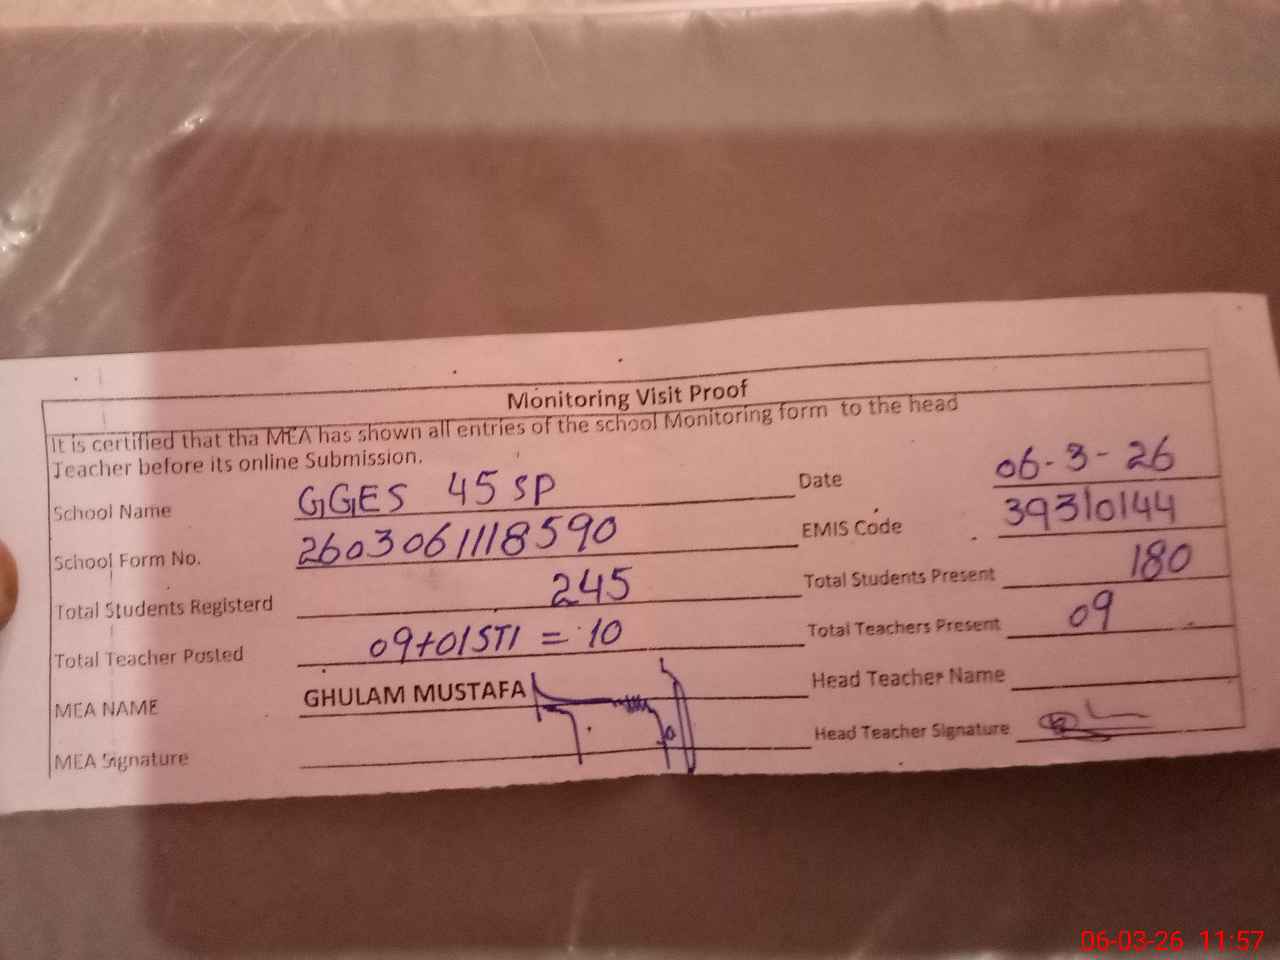 Monitoring Visit Proof
It is certified that tha MEA has shown all entries of the school Monitoring form to the head
Teacher before its online Submission.
School Name GGES 45 SP Date 06-3-26
School Form No. 2603061118590 EMIS Code 39310144
Total Students Registerd 245 Total Students Present 180
Total Teacher Posted 09+01STI = 10 Total Teachers Present 09
MEA NAME GHULAM MUSTAFA Head Teacher Name
MEA Signature Head Teacher Signature
06-03-26 11:57